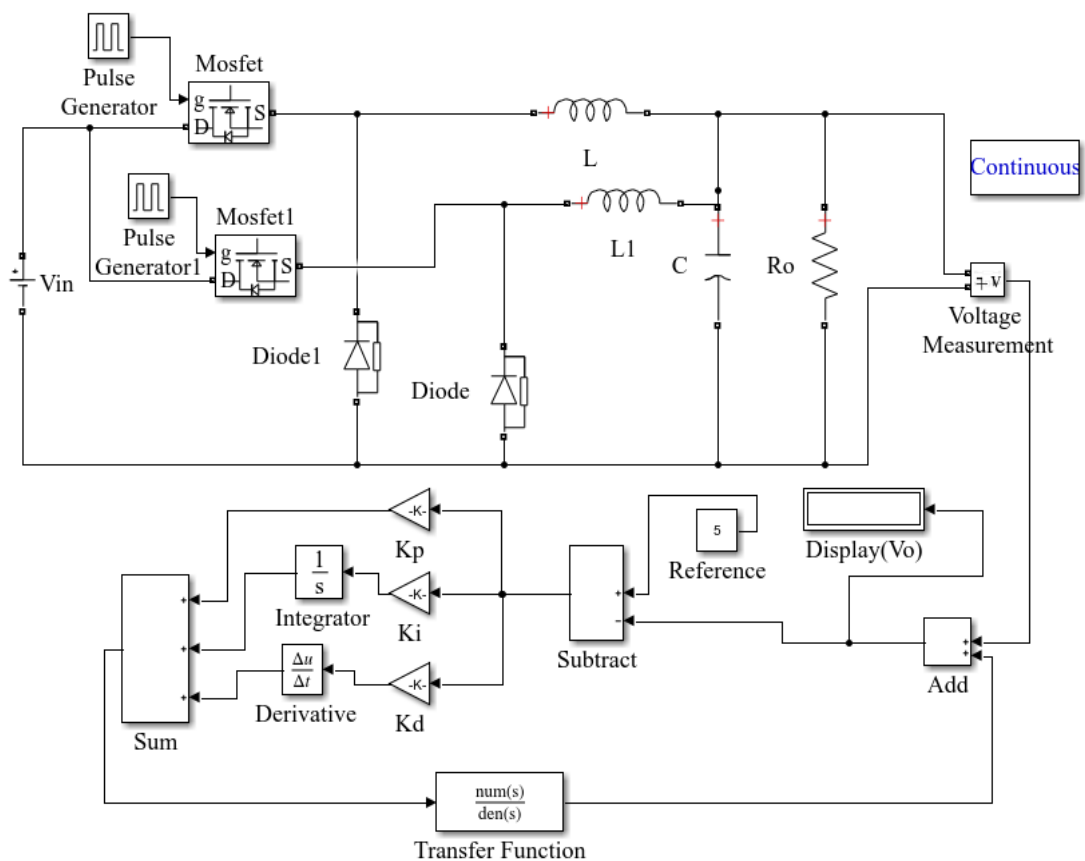 Mosfet
Pulse
Generator
g
S
D
L
Continuous
Mosfet1
Pulse
Generator1
g
S
D
L1
C
Ro
+
Vin
+ v
-
Voltage
Measurement
Diode1
Diode
-K-
Kp
5
Reference
Display(Vo)
1
s
Integrator
-K-
Ki
+
-
Subtract
+
+
Add
+
+
+
Sum
Δu
Δt
Derivative
-K-
Kd
num(s)
den(s)
Transfer Function